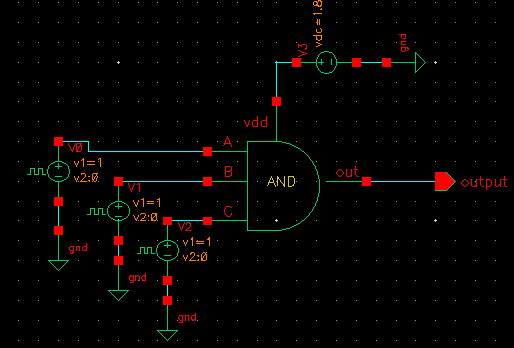 vdc=1.8
V3
gnd
vdd
A
V0
v1=1
v2:0
B
AND
out
output
V1
v1=1
v2:0
C
V2
v1=1
v2:0
gnd
gnd
gnd